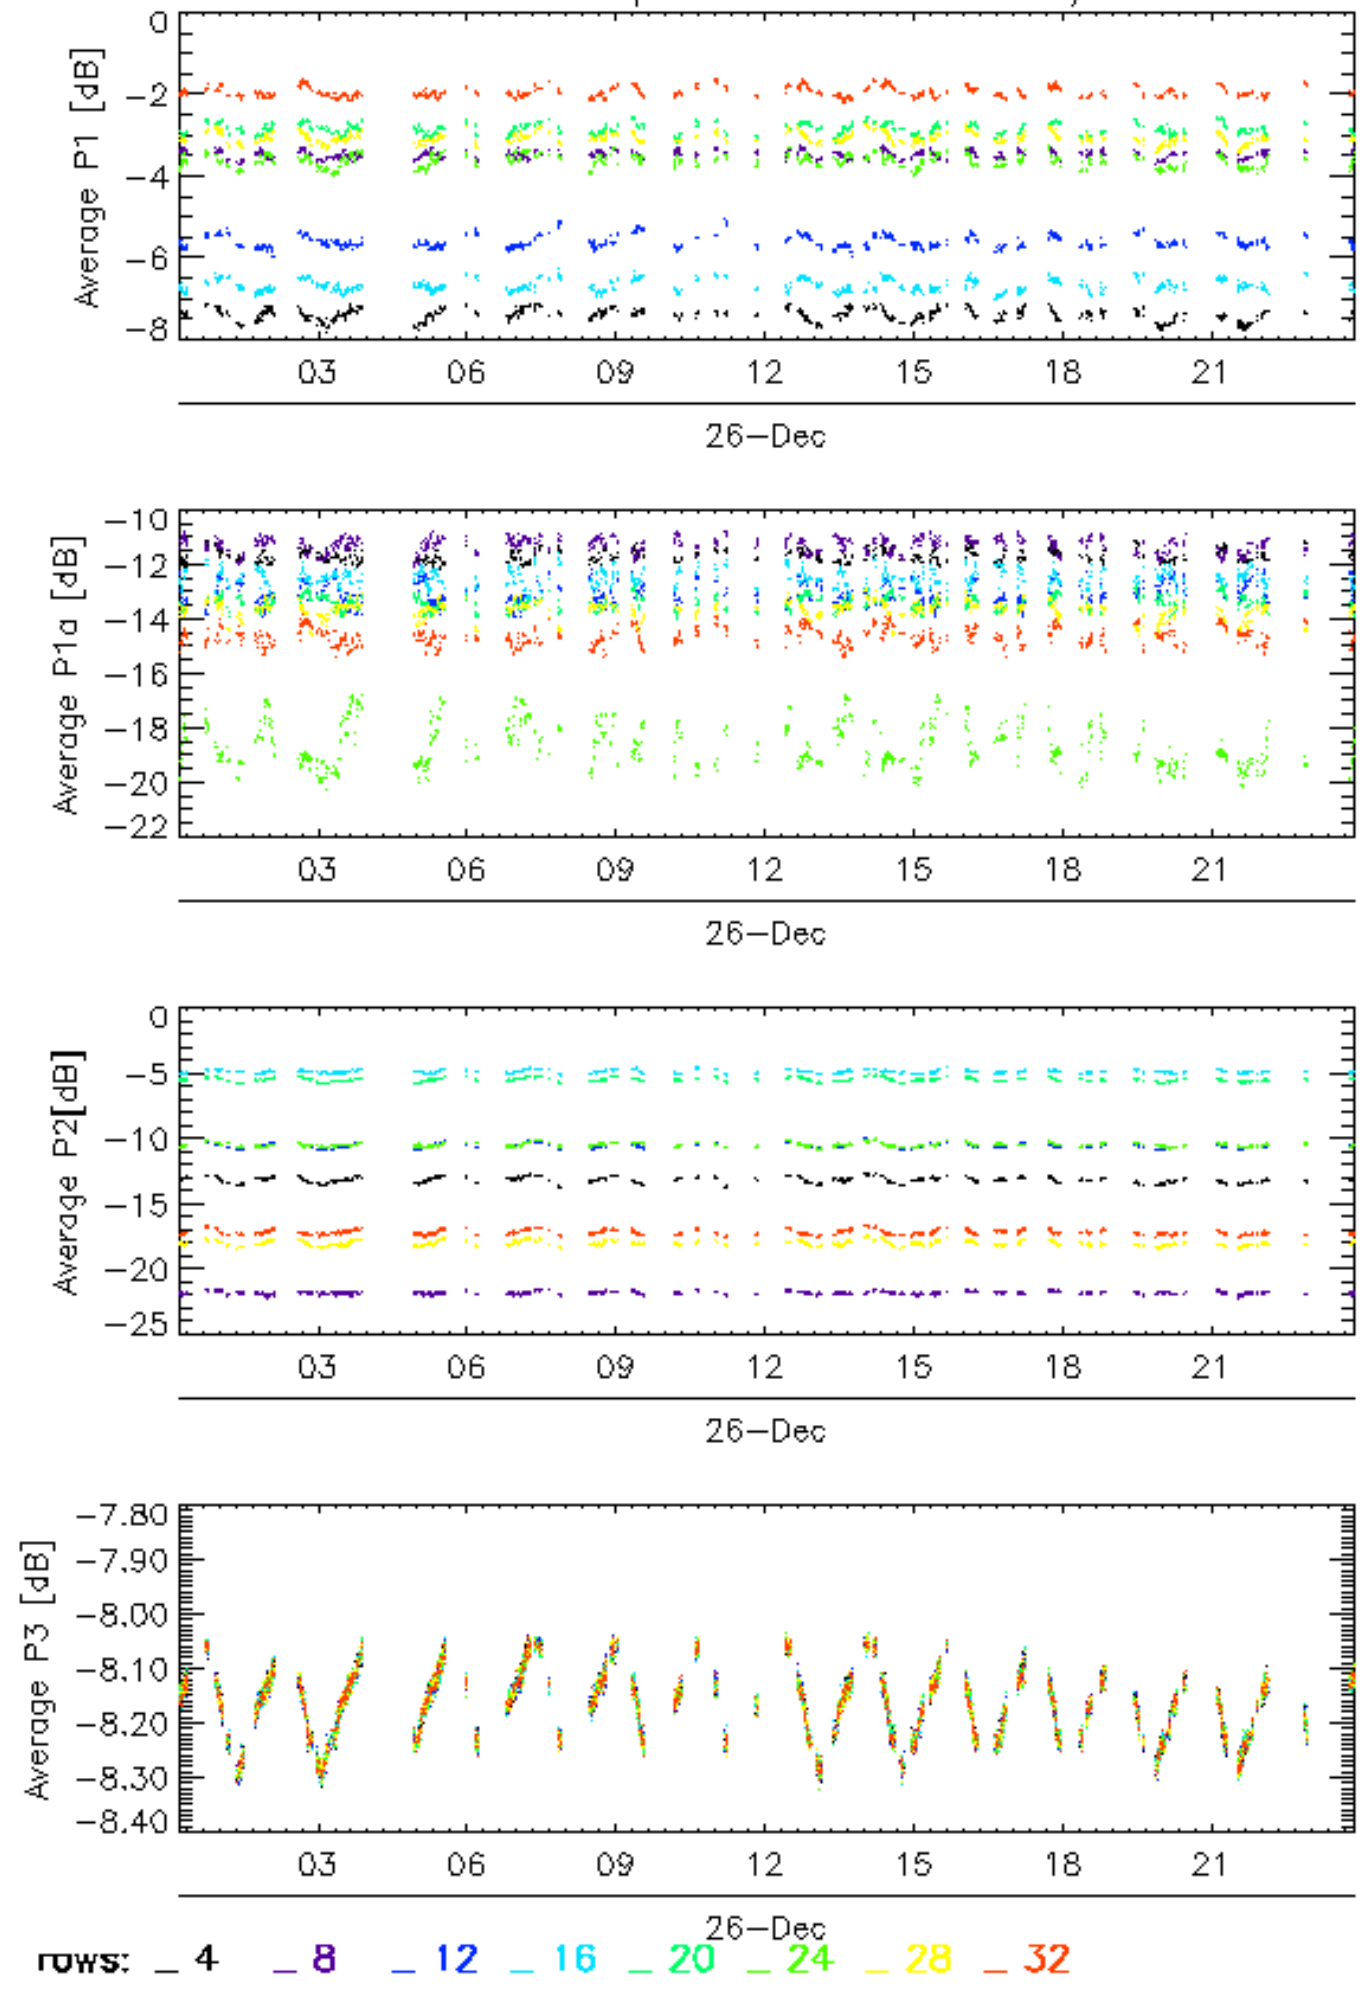 0
-2
-4
-6
-8
Average P1 [dB]
03 06 09 12 15 18 21
26-Dec
-10
-12
-14
-16
-18
-20
-22
Average P1a [dB]
03 06 09 12 15 18 21
26-Dec
0
-5
-10
-15
-20
-25
Average P2[dB]
03 06 09 12 15 18 21
26-Dec
-7.80
-7.90
-8.00
-8.10
-8.20
-8.30
-8.40
Average P3 [dB]
03 06 09 12 15 18 21
26-Dec
rows: _ 4 _ 8 _ 12 _ 16 _ 20 _ 24 _ 28 _ 32